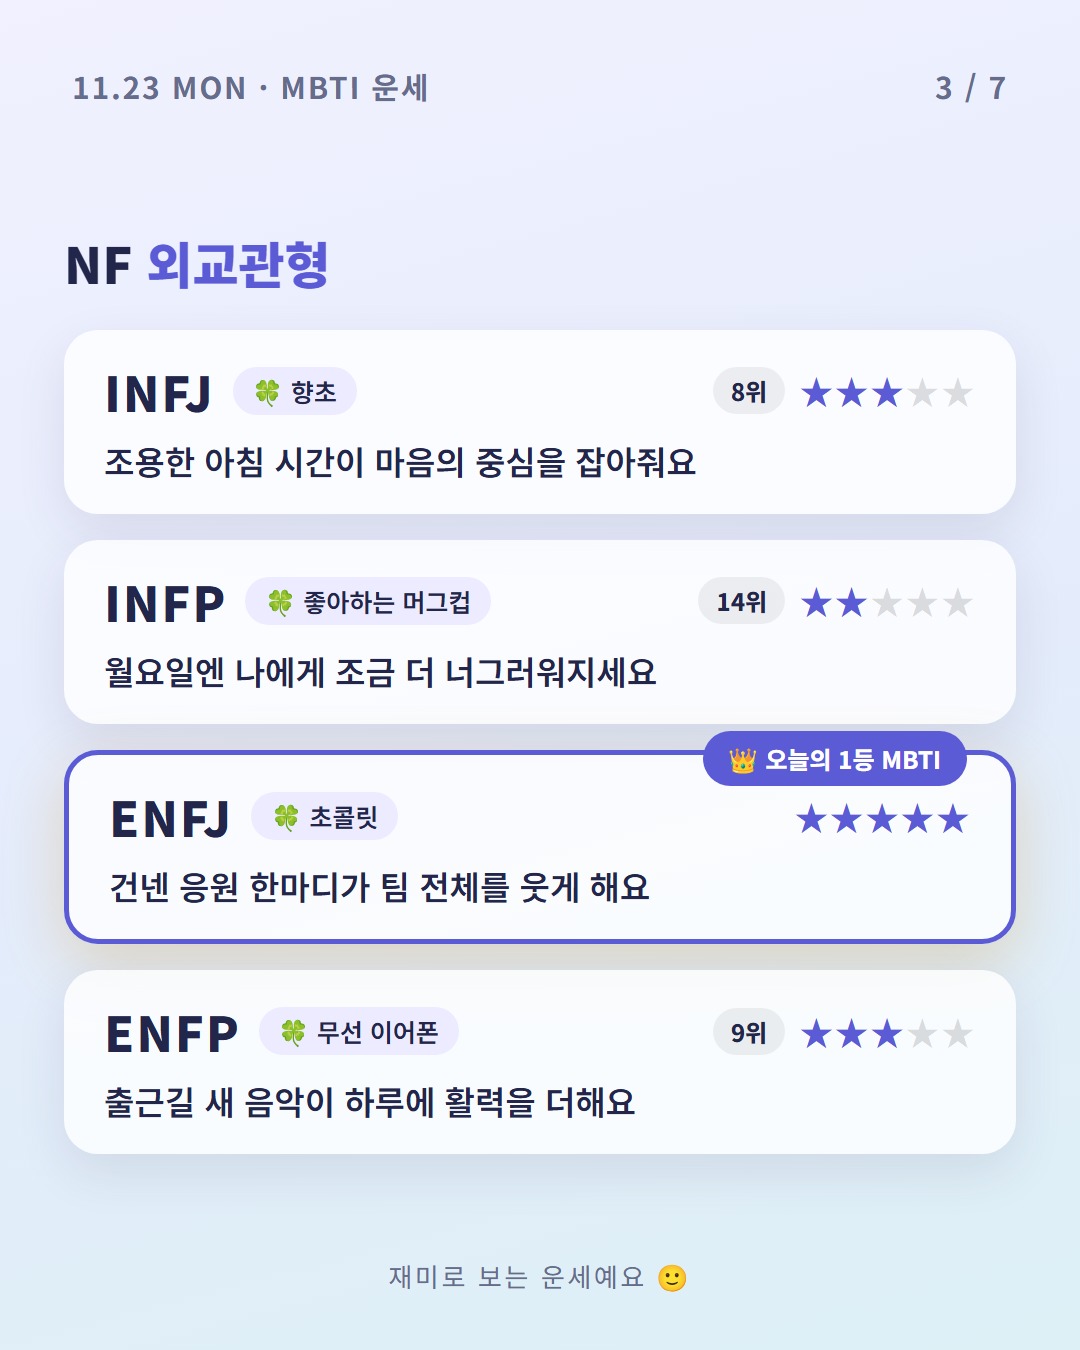 11.23 MON · MBTI 운세
3 / 7
NF 외교관형
INFJ 🍀 향초 8위 ★★★★★
조용한 아침 시간이 마음의 중심을 잡아줘요
INFP 🍀 좋아하는 머그컵 14위 ★★★★★
월요일엔 나에게 조금 더 너그러워지세요
👑 오늘의 1등 MBTI
ENFJ 🍀 초콜릿 ★★★★★
건넨 응원 한마디가 팀 전체를 웃게 해요
ENFP 🍀 무선 이어폰 9위 ★★★★★
출근길 새 음악이 하루에 활력을 더해요
재미로 보는 운세예요 🙂